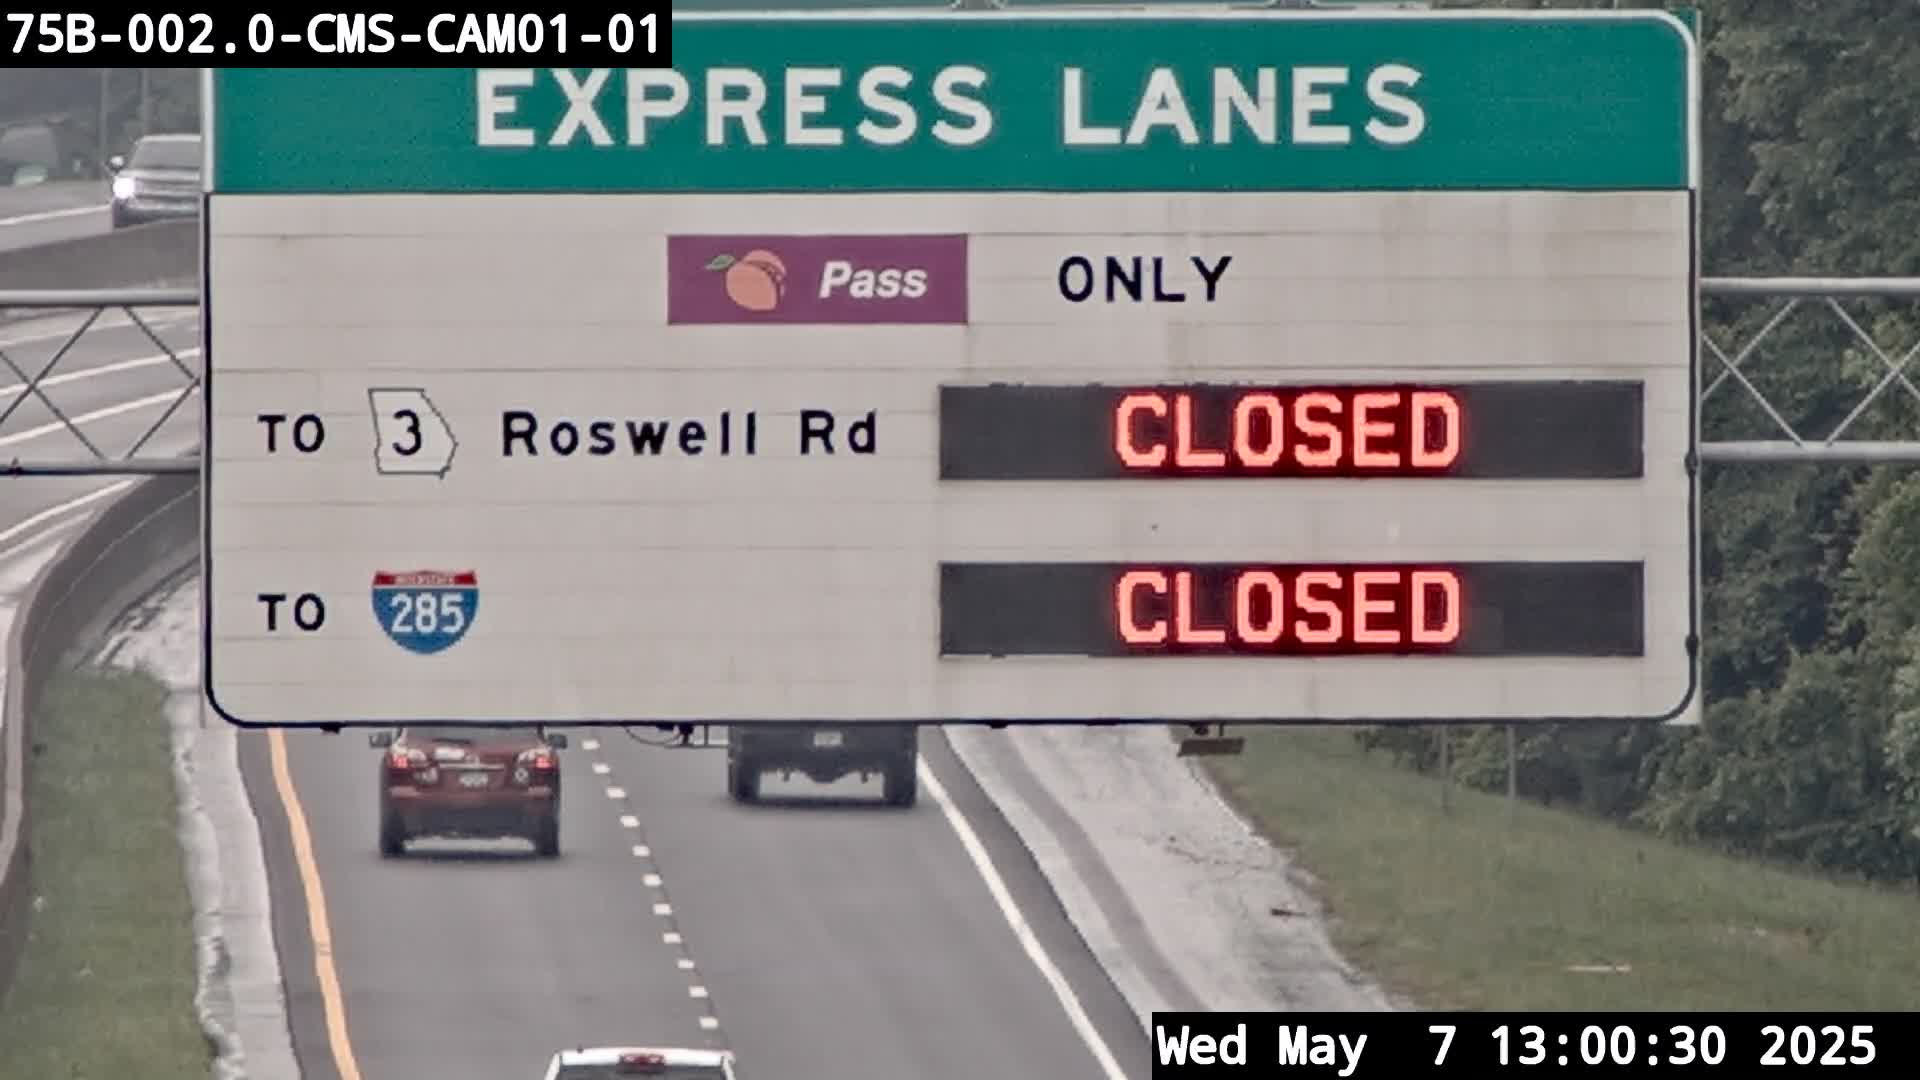 75B-002.0-CMS-CAM01-01
EXPRESS LANES
Pass ONLY
TO 3 Roswell Rd CLOSED
INTERSTATE
TO 285 CLOSED
Wed May 7 13:00:30 2025